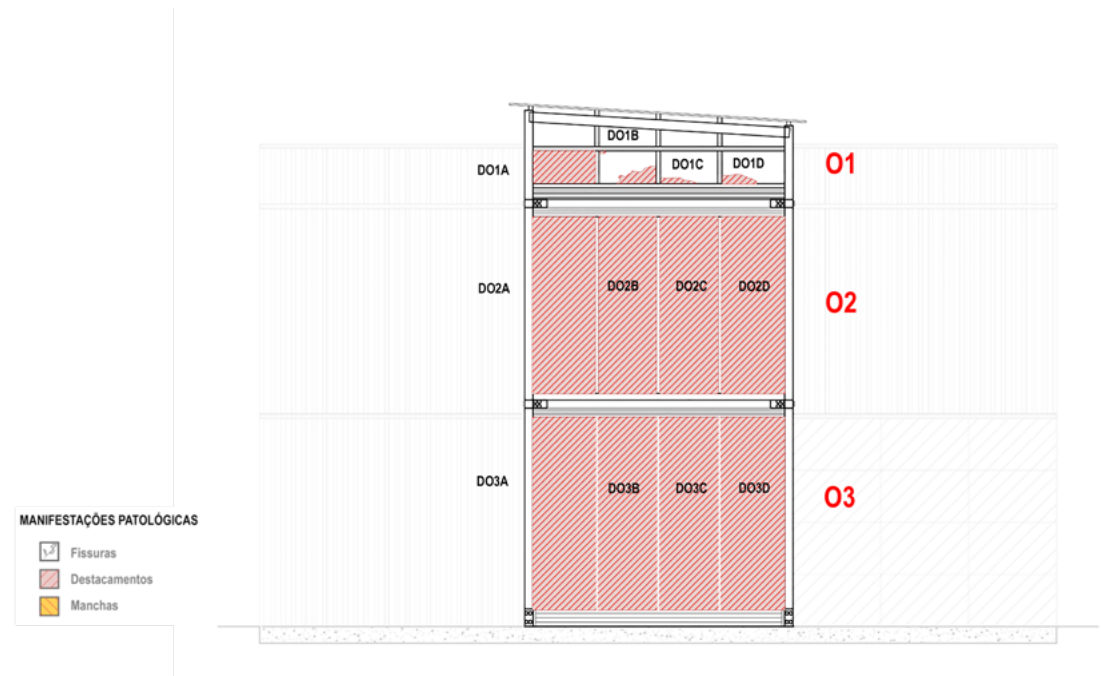 DO1B
DO1A
DO1C
DO1D
O1
DO2A
DO2B
DO2C
DO2D
O2
DO3A
DO3B
DO3C
DO3D
O3
MANIFESTAÇÕES PATOLÓGICAS
Fissuras
Destacamentos
Manchas